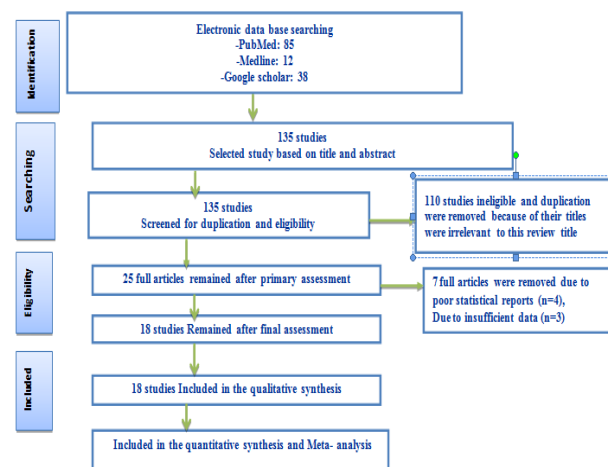 Identification
Electronic data base searching
-PubMed: 85
-Medline: 12
-Google scholar: 38
Searching
135 studies
Selected study based on title and abstract
135 studies
Screened for duplication and eligibility
110 studies ineligible and duplication
were removed because of their titles
were irrelevant to this review title
Eligibility
25 full articles remained after primary assessment
7 full articles were removed due to
poor statistical reports (n=4),
Due to insufficient data (n=3)
18 studies Remained after final assessment
Included
18 studies Included in the qualitative synthesis
Included in the quantitative synthesis and Meta- analysis